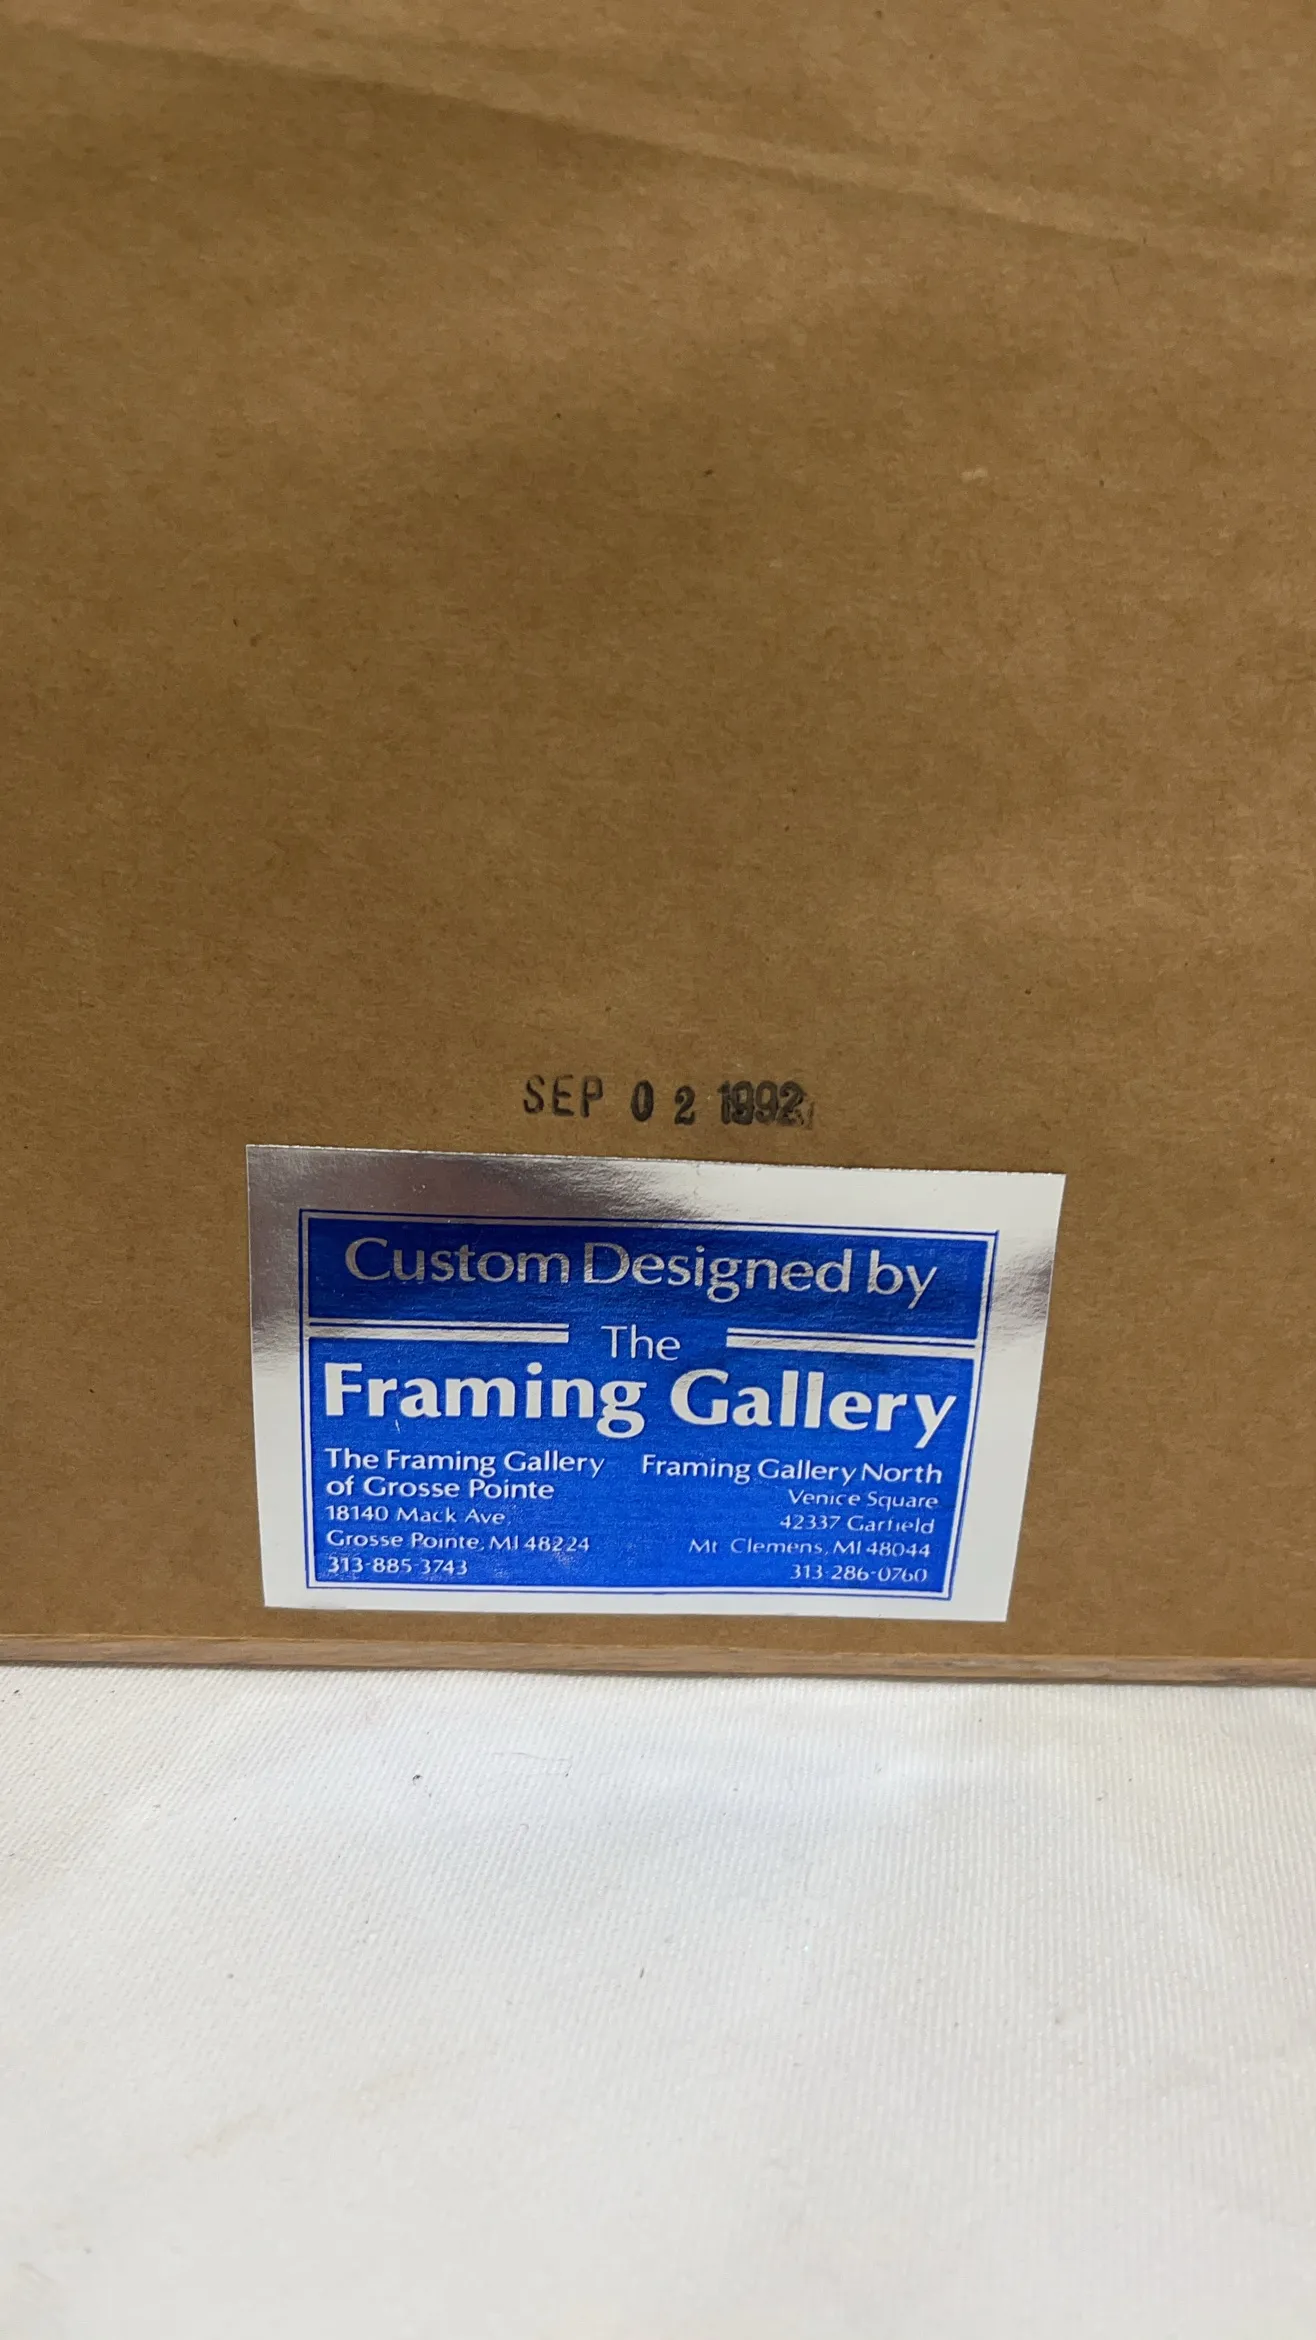 SEP 02 1992
Custom Designed by
The
Framing Gallery
The Framing Gallery
of Grosse Pointe
18140 Mack Ave.
Grosse Pointe, MI 48224
313-885-3743
Framing Gallery North
Venice Square
42337 Garfield
Mt. Clemens, MI 48044
313-286-0760